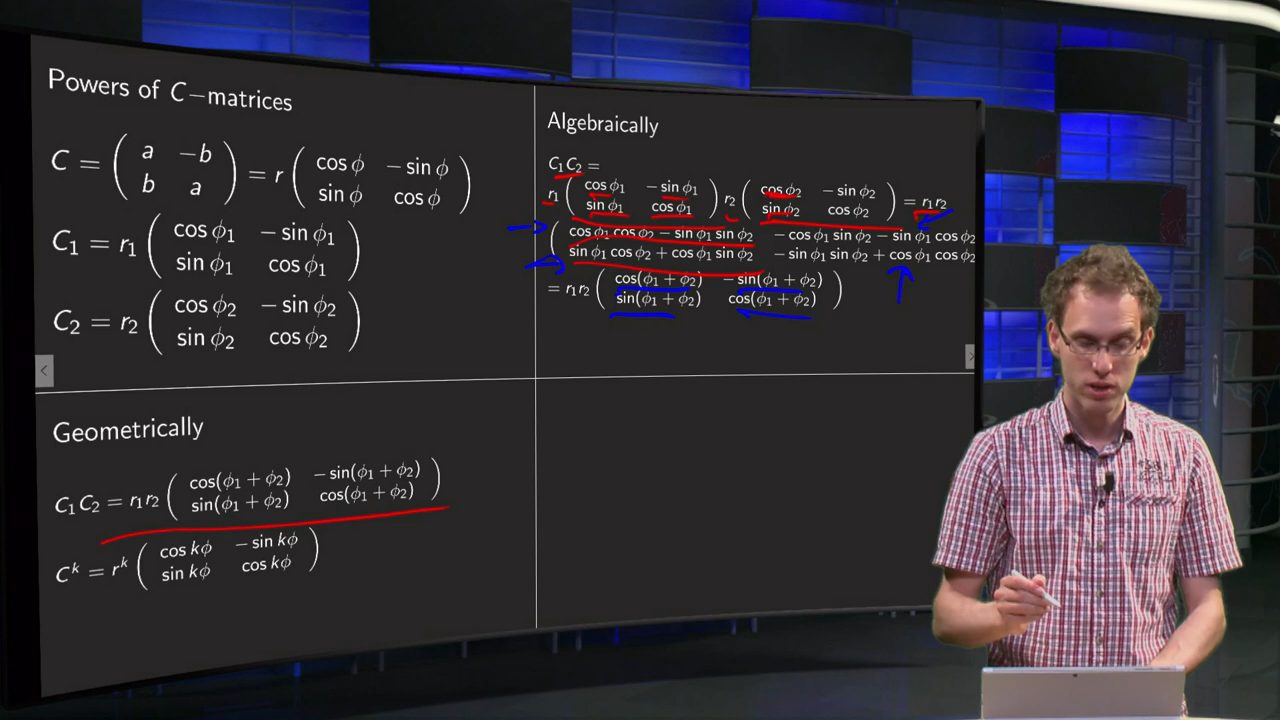 Powers of C−matrices
C = ( a −b ; b a ) = r ( cos ϕ − sin ϕ ; sin ϕ cos ϕ )
C₁ = r₁ ( cos ϕ₁ − sin ϕ₁ ; sin ϕ₁ cos ϕ₁ )
C₂ = r₂ ( cos ϕ₂ − sin ϕ₂ ; sin ϕ₂ cos ϕ₂ )
Algebraically
C₁C₂ =
r₁ ( cos ϕ₁ − sin ϕ₁ ; sin ϕ₁ cos ϕ₁ ) r₂ ( cos ϕ₂ − sin ϕ₂ ; sin ϕ₂ cos ϕ₂ ) = r₁r₂
( cos ϕ₁ cos ϕ₂ − sin ϕ₁ sin ϕ₂ − cos ϕ₁ sin ϕ₂ − sin ϕ₁ cos ϕ₂
sin ϕ₁ cos ϕ₂ + cos ϕ₁ sin ϕ₂ − sin ϕ₁ sin ϕ₂ + cos ϕ₁ cos ϕ₂
= r₁r₂ ( cos(ϕ₁ + ϕ₂) − sin(ϕ₁ + ϕ₂) ; sin(ϕ₁ + ϕ₂) cos(ϕ₁ + ϕ₂) )
Geometrically
C₁C₂ = r₁r₂ ( cos(ϕ₁ + ϕ₂) − sin(ϕ₁ + ϕ₂) ; sin(ϕ₁ + ϕ₂) cos(ϕ₁ + ϕ₂) )
Cᵏ = rᵏ ( cos kϕ − sin kϕ ; sin kϕ cos kϕ )